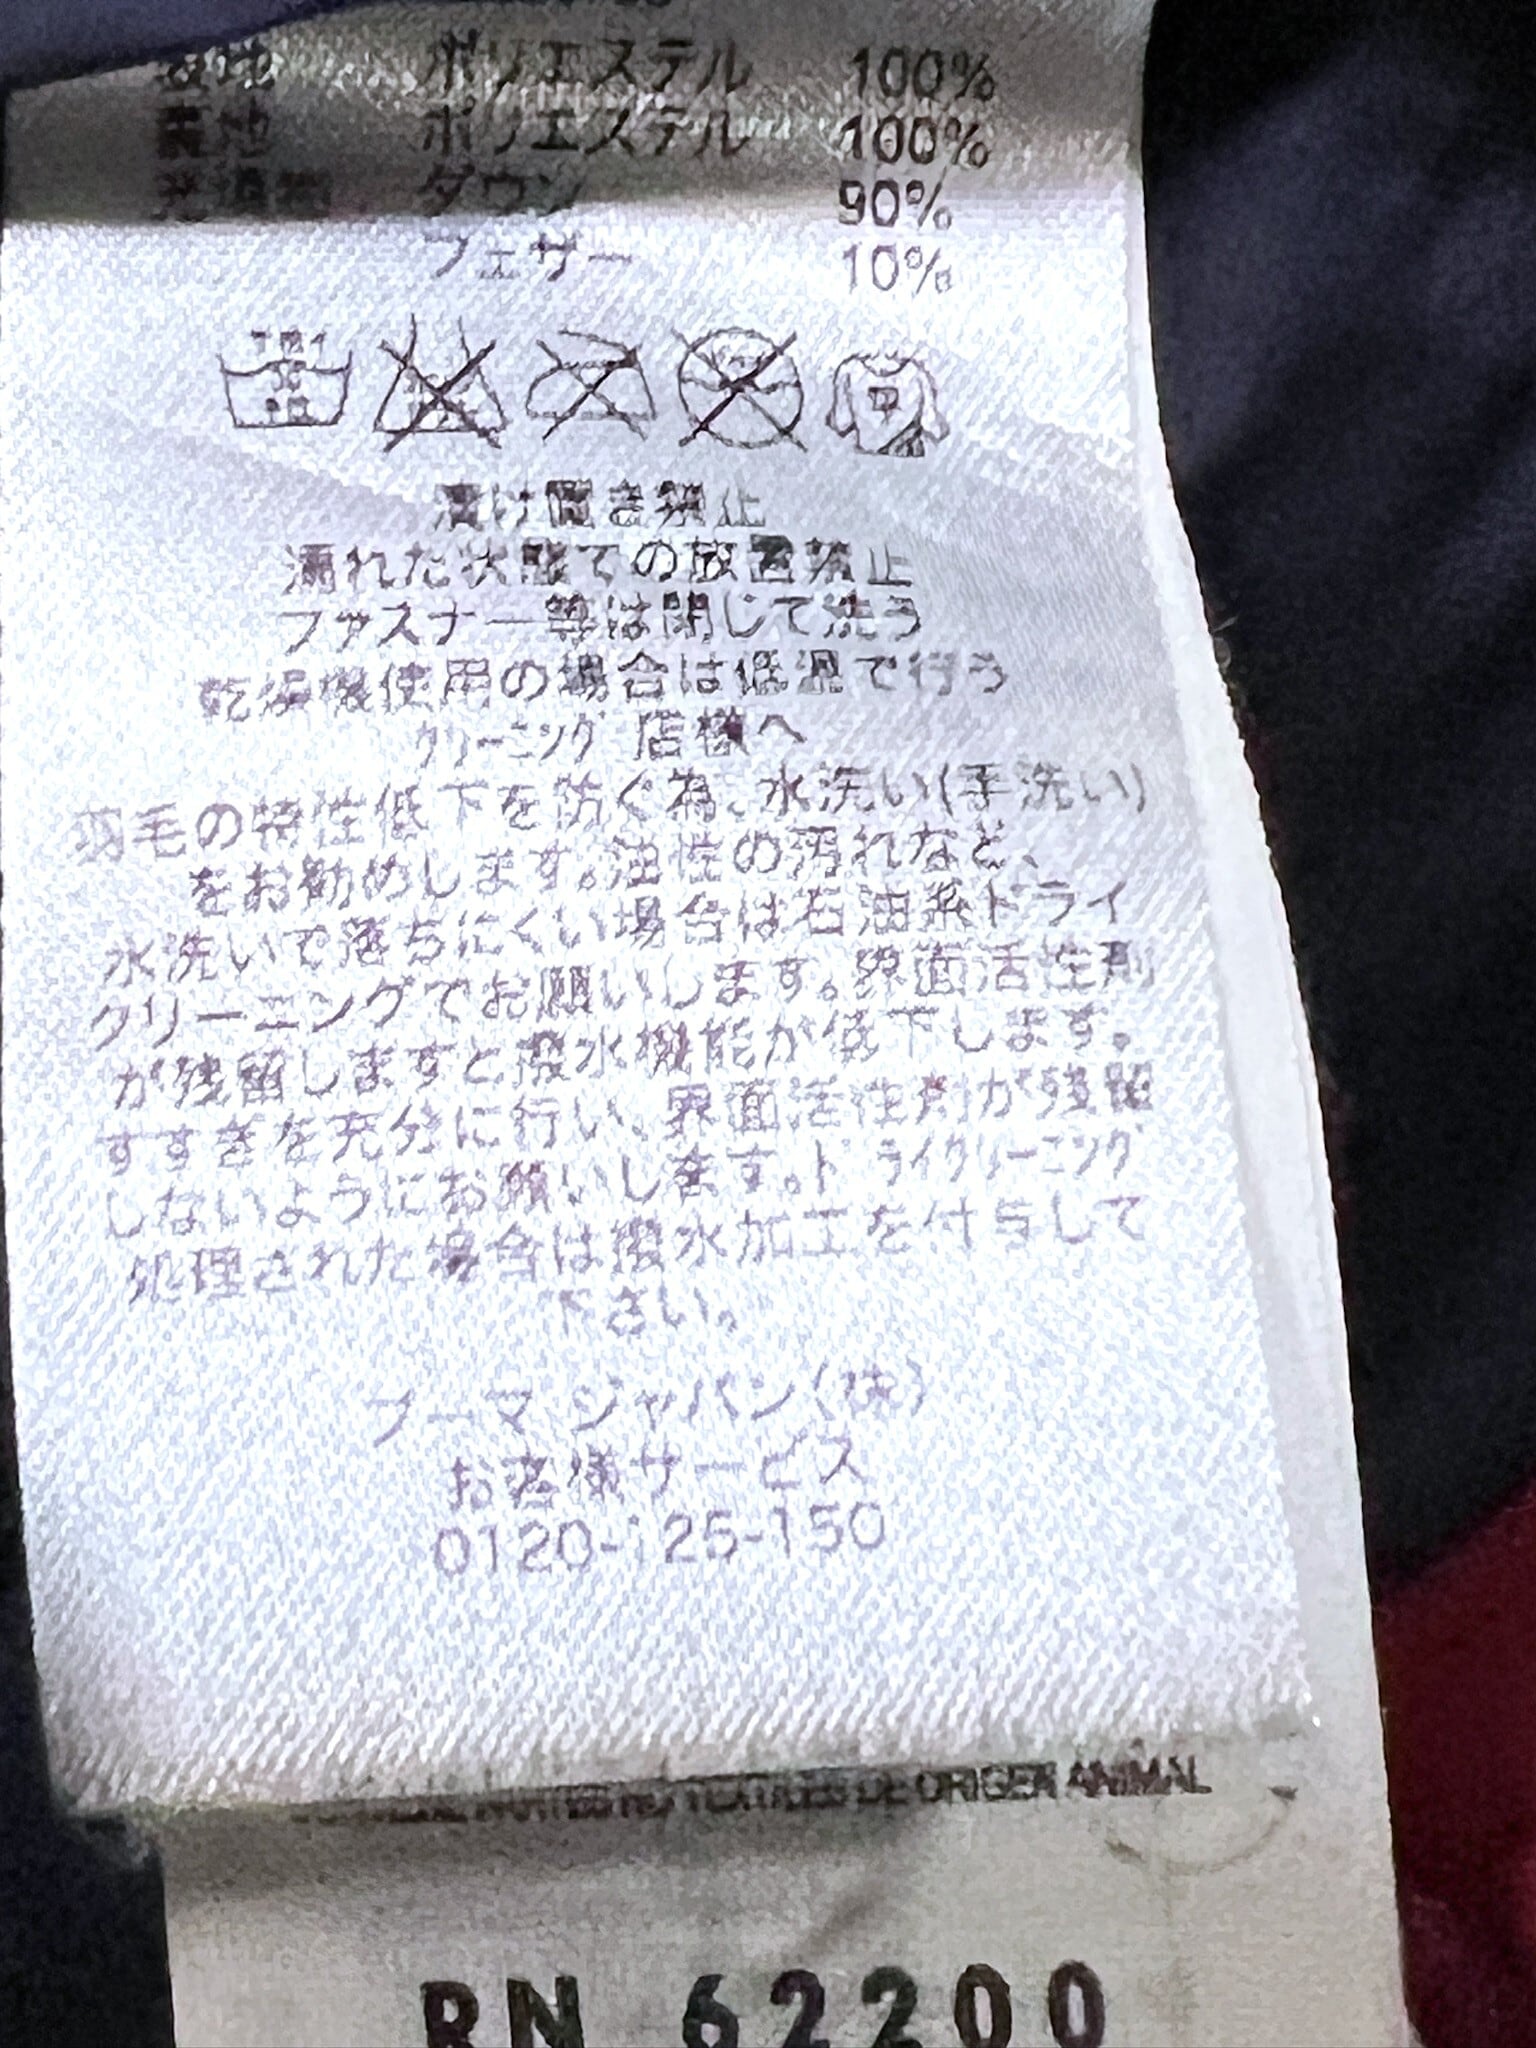 表地 ポリエステル 100%
裏地 ポリエステル 100%
充填物 ダウン 90%
フェザー 10%
漬け置き禁止
濡れた状態での放置禁止
ファスナー等は閉じて洗う
乾燥機使用の場合は低温で行う
クリーニング 店様へ
羽毛の特性低下を防ぐ為、水洗い(手洗い)
をお勧めします。油性の汚れなど、
水洗いで落ちにくい場合は石油系ドライ
クリーニングでお願いします。界面活性剤
が残留しますと撥水機能が低下します。
すすぎを充分に行い、界面活性剤が残留
しないようにお願いします。ドライクリーニング
処理された場合は撥水加工を付与して
下さい。
プーマ ジャパン(株)
お客様サービス
0120-125-150
PARTES NO TEXTILES DE ORIGEN ANIMAL
RN 62200